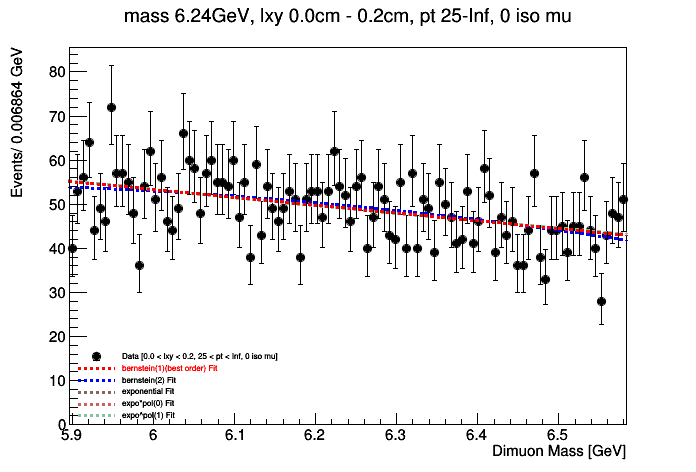 mass 6.24GeV, lxy 0.0cm - 0.2cm, pt 25-Inf, 0 iso mu
Events/ 0.006864 GeV
80
70
60
50
40
30
20
10
0
Data [0.0 < lxy < 0.2, 25 < pt < Inf, 0 iso mu]
bernstein(1)(best order) Fit
bernstein(2) Fit
exponential Fit
expo*pol(0) Fit
expo*pol(1) Fit
5.9 6 6.1 6.2 6.3 6.4 6.5
Dimuon Mass [GeV]